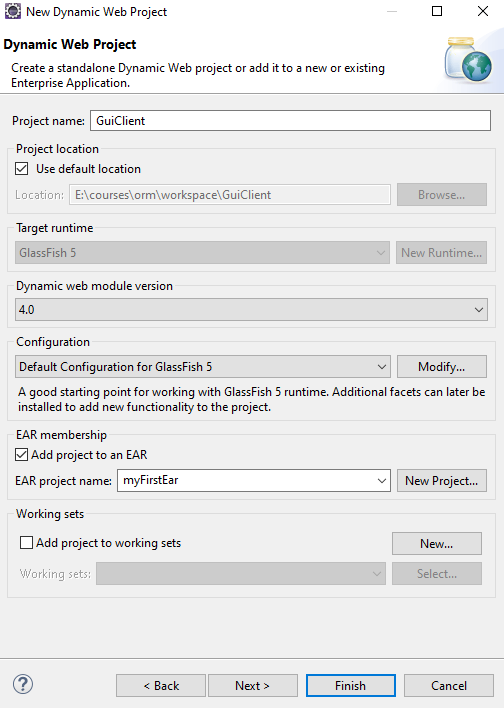 New Dynamic Web Project
Dynamic Web Project
Create a standalone Dynamic Web project or add it to a new or existing
Enterprise Application.
Project name: GuiClient
Project location
Use default location
Location: E:\courses\orm\workspace\GuiClient Browse...
Target runtime
GlassFish 5 New Runtime...
Dynamic web module version
4.0
Configuration
Default Configuration for GlassFish 5 Modify...
A good starting point for working with GlassFish 5 runtime. Additional facets can later be
installed to add new functionality to the project.
EAR membership
Add project to an EAR
EAR project name: myFirstEar New Project...
Working sets
Add project to working sets New...
Working sets: Select...
? < Back Next > Finish Cancel